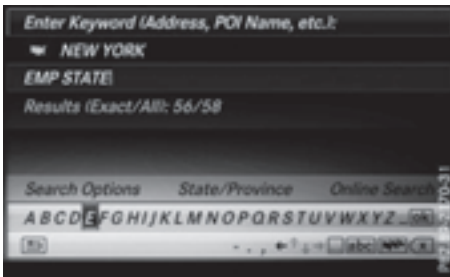 Enter Keyword (Address, POI Name, etc.):
NEW YORK
EMP STATE
Results (Exact/All): 56/58
Search Options State/Province Online Search
ABCDEFGHIJKLMNOPQRSTUVWXYZ_ ok
- . , abc